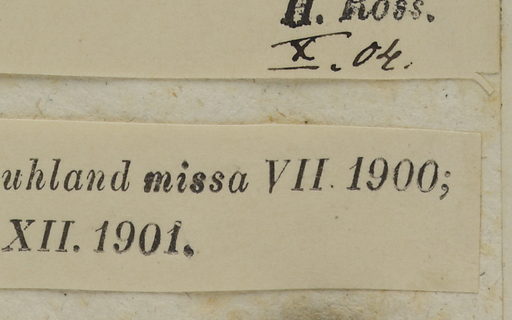 H. Ross.
X. 04.
uhland missa VII. 1900;
XII. 1901.